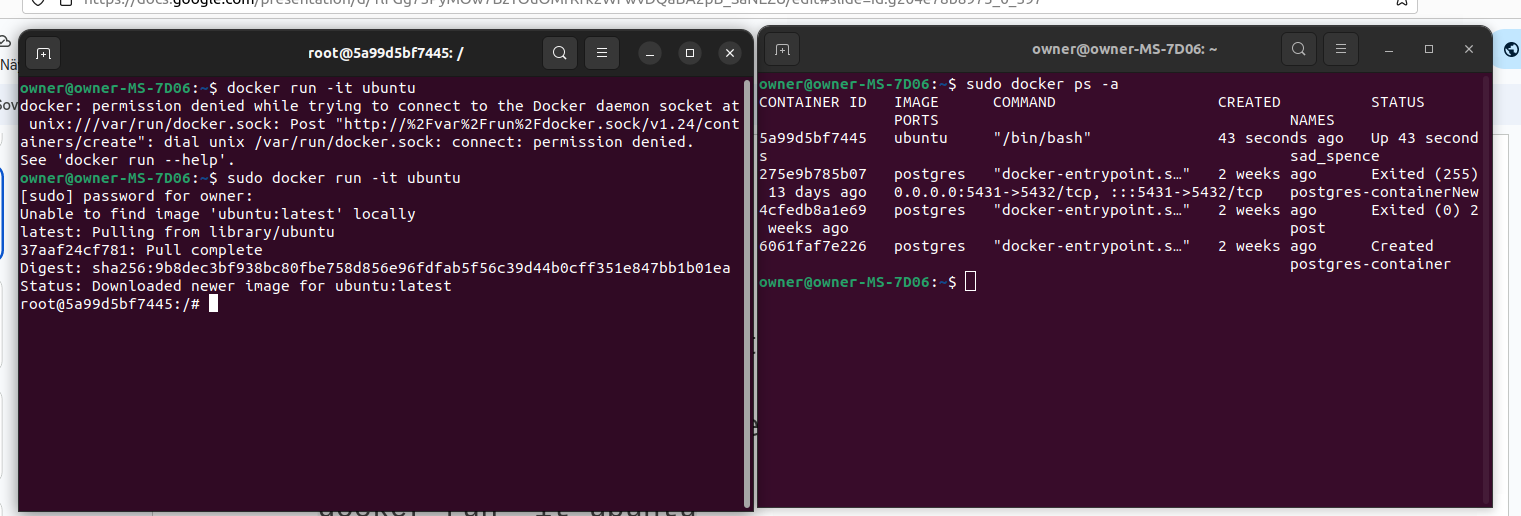 root@5a99d5bf7445: /
owner@owner-MS-7D06:~$ docker run -it ubuntu
docker: permission denied while trying to connect to the Docker daemon socket at
 unix:///var/run/docker.sock: Post "http://%2Fvar%2Frun%2Fdocker.sock/v1.24/cont
ainers/create": dial unix /var/run/docker.sock: connect: permission denied.
See 'docker run --help'.
owner@owner-MS-7D06:~$ sudo docker run -it ubuntu
[sudo] password for owner:
Unable to find image 'ubuntu:latest' locally
latest: Pulling from library/ubuntu
37aaf24cf781: Pull complete
Digest: sha256:9b8dec3bf938bc80fbe758d856e96fdfab5f56c39d44b0cff351e847bb1b01ea
Status: Downloaded newer image for ubuntu:latest
root@5a99d5bf7445:/#
owner@owner-MS-7D06: ~
owner@owner-MS-7D06:~$ sudo docker ps -a
CONTAINER ID   IMAGE      COMMAND                  CREATED          STATUS
               PORTS                                       NAMES
5a99d5bf7445   ubuntu     "/bin/bash"              43 seconds ago   Up 43 second
s                                                          sad_spence
275e9b785b07   postgres   "docker-entrypoint.s…"   2 weeks ago      Exited (255)
 13 days ago   0.0.0.0:5431->5432/tcp, :::5431->5432/tcp   postgres-containerNew
4cfedb8a1e69   postgres   "docker-entrypoint.s…"   2 weeks ago      Exited (0) 2
 weeks ago                                                 post
6061faf7e226   postgres   "docker-entrypoint.s…"   2 weeks ago      Created
                                                           postgres-container
owner@owner-MS-7D06:~$